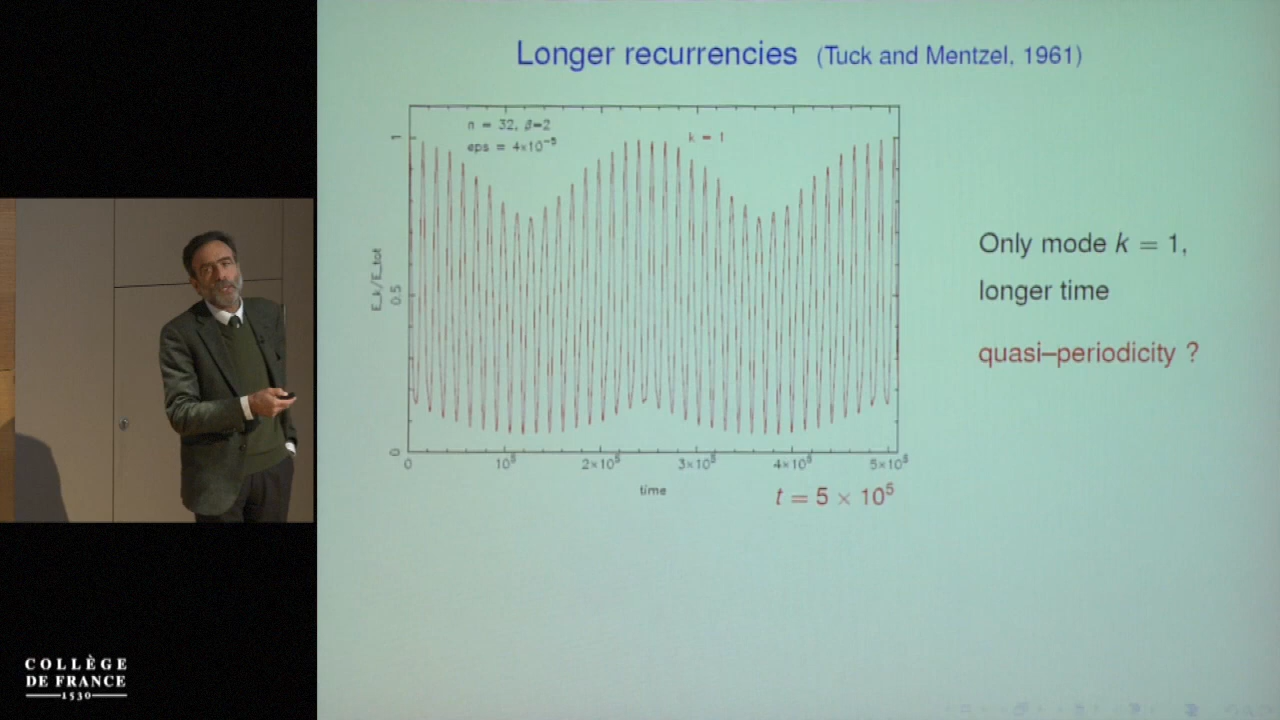 Longer recurrencies (Tuck and Mentzel, 1961)
n = 32, β=2
eps = 4×10⁻⁵
k = 1
E_k/E_tot
1
0.5
0
0 10⁵ 2×10⁵ 3×10⁵ 4×10⁵ 5×10⁵
time
t = 5 × 10⁵
Only mode k = 1,
longer time
quasi–periodicity ?
COLLÈGE
DE FRANCE
1530